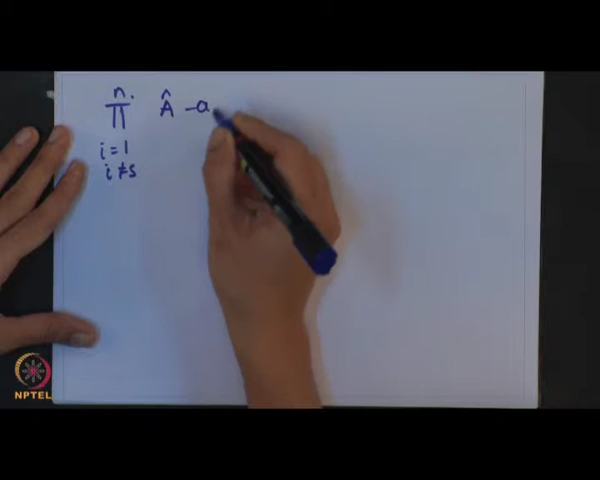 n.
∏ Â -a
i = 1
i ≠ s
NPTEL